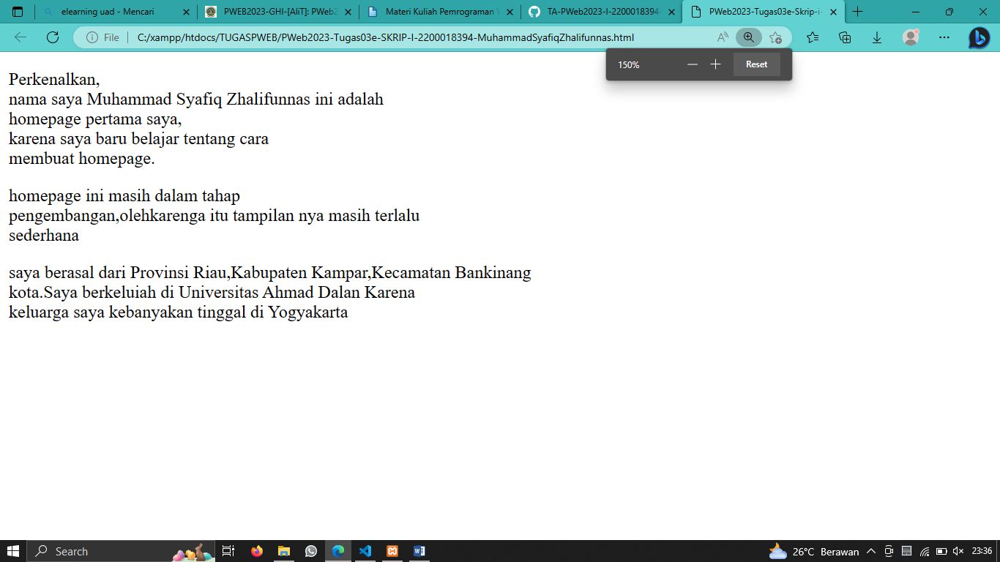 elearning uad - Mencari
PWEB2023-GHI-[AliT]: PWeb2
Materi Kuliah Pemrograman
TA-PWeb2023-I-2200018394-
PWeb2023-Tugas03e-Skrip-i-
File
C:/xampp/htdocs/TUGASPWEB/PWeb2023-Tugas03e-SKRIP-I-2200018394-MuhammadSyafiqZhalifunnas.html
150%
Reset
Perkenalkan,
nama saya Muhammad Syafiq Zhalifunnas ini adalah
homepage pertama saya,
karena saya baru belajar tentang cara
membuat homepage.
homepage ini masih dalam tahap
pengembangan,olehkarenga itu tampilan nya masih terlalu
sederhana
saya berasal dari Provinsi Riau,Kabupaten Kampar,Kecamatan Bankinang
kota.Saya berkeluiah di Universitas Ahmad Dalan Karena
keluarga saya kebanyakan tinggal di Yogyakarta
Search
26°C Berawan
23:36